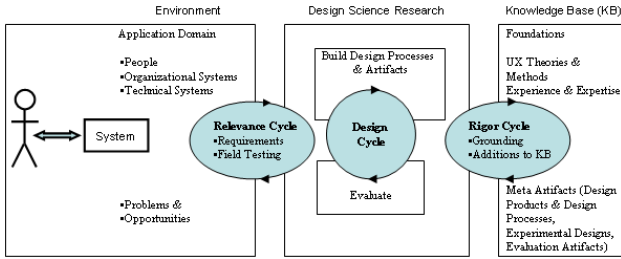 Environment
Design Science Research
Knowledge Base (KB)
Application Domain
▪People
▪Organizational Systems
▪Technical Systems
System
▪Problems &
▪Opportunities
Relevance Cycle
▪Requirements
▪Field Testing
Build Design Processes
& Artifacts
Design
Cycle
Evaluate
Foundations
UX Theories &
Methods
Experience & Expertise
Rigor Cycle
▪Grounding
▪Additions to KB
Meta Artifacts (Design
Products & Design
Processes,
Experimental Designs,
Evaluation Artifacts)